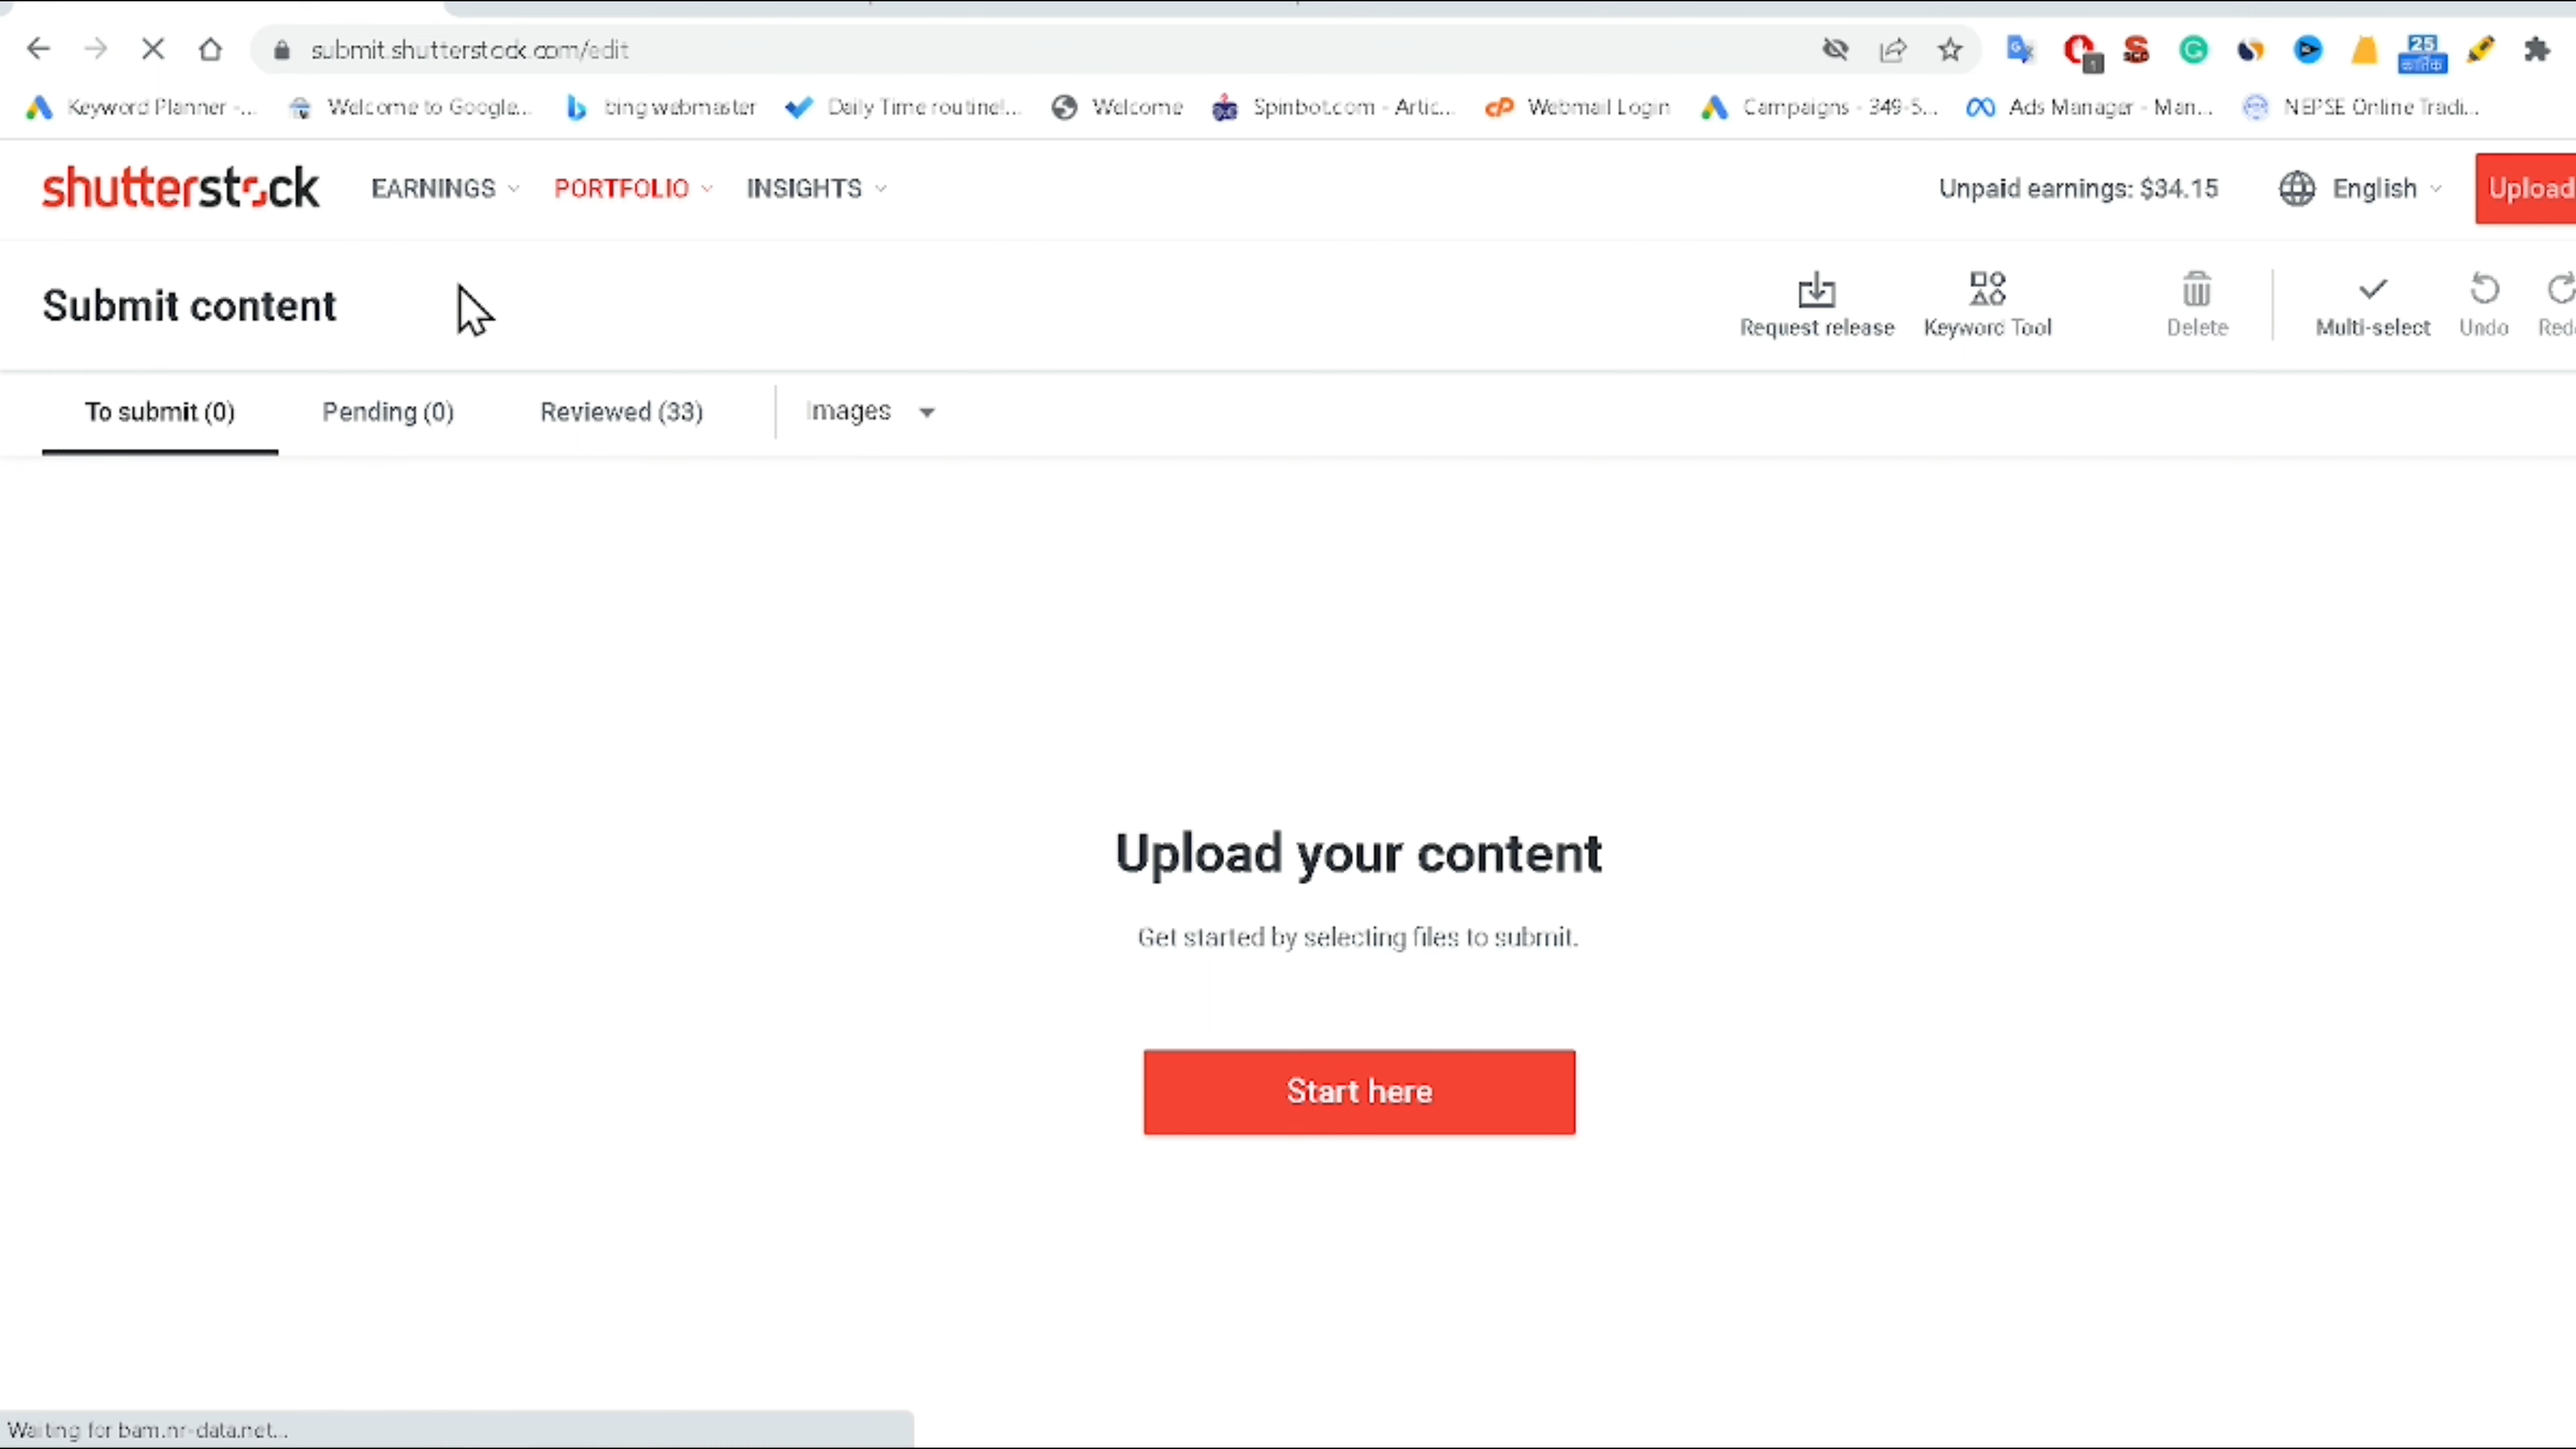 submit.shutterstock.com/edit
25
1
Keyword Planner -... Welcome to Google... bing webmaster Daily Time routine!... Welcome Spinbot.com - Artic... Webmail Login Campaigns - 349-5... Ads Manager - Man... NEPSE Online Tradi...
shutterstock EARNINGS PORTFOLIO INSIGHTS Unpaid earnings: $34.15 English Upload
Submit content Request release Keyword Tool Delete Multi-select Undo Red
To submit (0) Pending (0) Reviewed (33) Images
Upload your content
Get started by selecting files to submit.
Start here
Waiting for bam.nr-data.net...